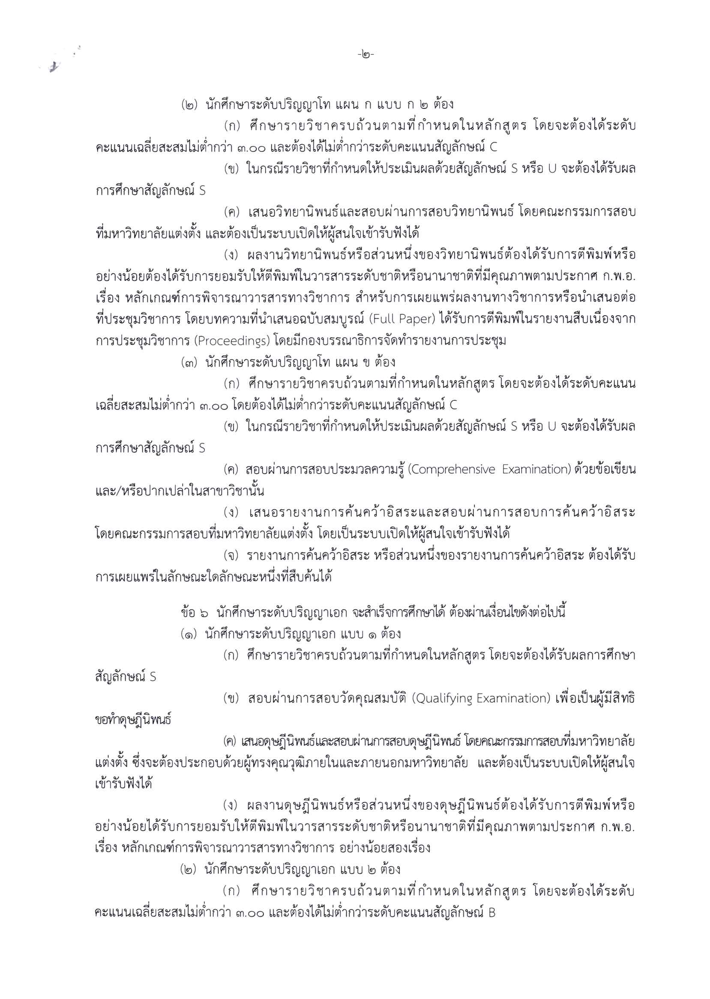 -๒-
(๒) นักศึกษาระดับปริญญาโท แผน ก แบบ ก ๒ ต้อง
(ก) ศึกษารายวิชาครบถ้วนตามที่กำหนดในหลักสูตร โดยจะต้องได้ระดับ
คะแนนเฉลี่ยสะสมไม่ต่ำกว่า ๓.๐๐ และต้องได้ไม่ต่ำกว่าระดับคะแนนสัญลักษณ์ C
(ข) ในกรณีรายวิชาที่กำหนดให้ประเมินผลด้วยสัญลักษณ์ S หรือ U จะต้องได้รับผล
การศึกษาสัญลักษณ์ S
(ค) เสนอวิทยานิพนธ์และสอบผ่านการสอบวิทยานิพนธ์ โดยคณะกรรมการสอบ
ที่มหาวิทยาลัยแต่งตั้ง และต้องเป็นระบบเปิดให้ผู้สนใจเข้ารับฟังได้
(ง) ผลงานวิทยานิพนธ์หรือส่วนหนึ่งของวิทยานิพนธ์ต้องได้รับการตีพิมพ์หรือ
อย่างน้อยต้องได้รับการยอมรับให้ตีพิมพ์ในวารสารระดับชาติหรือนานาชาติที่มีคุณภาพตามประกาศ ก.พ.อ.
เรื่อง หลักเกณฑ์การพิจารณาวารสารทางวิชาการ สำหรับการเผยแพร่ผลงานทางวิชาการหรือนำเสนอต่อ
ที่ประชุมวิชาการ โดยบทความที่นำเสนอฉบับสมบูรณ์ (Full Paper) ได้รับการตีพิมพ์ในรายงานสืบเนื่องจาก
การประชุมวิชาการ (Proceedings) โดยมีกองบรรณาธิการจัดทำรายงานการประชุม
(๓) นักศึกษาระดับปริญญาโท แผน ข ต้อง
(ก) ศึกษารายวิชาครบถ้วนตามที่กำหนดในหลักสูตร โดยจะต้องได้ระดับคะแนน
เฉลี่ยสะสมไม่ต่ำกว่า ๓.๐๐ โดยต้องได้ไม่ต่ำกว่าระดับคะแนนสัญลักษณ์ C
(ข) ในกรณีรายวิชาที่กำหนดให้ประเมินผลด้วยสัญลักษณ์ S หรือ U จะต้องได้รับผล
การศึกษาสัญลักษณ์ S
(ค) สอบผ่านการสอบประมวลความรู้ (Comprehensive Examination) ด้วยข้อเขียน
และ/หรือปากเปล่าในสาขาวิชานั้น
(ง) เสนอรายงานการค้นคว้าอิสระและสอบผ่านการสอบการค้นคว้าอิสระ
โดยคณะกรรมการสอบที่มหาวิทยาลัยแต่งตั้ง โดยเป็นระบบเปิดให้ผู้สนใจเข้ารับฟังได้
(จ) รายงานการค้นคว้าอิสระ หรือส่วนหนึ่งของรายงานการค้นคว้าอิสระ ต้องได้รับ
การเผยแพร่ในลักษณะใดลักษณะหนึ่งที่สืบค้นได้
ข้อ ๖ นักศึกษาระดับปริญญาเอก จะสำเร็จการศึกษาได้ ต้องผ่านเงื่อนไขดังต่อไปนี้
(๑) นักศึกษาระดับปริญญาเอก แบบ ๑ ต้อง
(ก) ศึกษารายวิชาครบถ้วนตามที่กำหนดในหลักสูตร โดยจะต้องได้รับผลการศึกษา
สัญลักษณ์ S
(ข) สอบผ่านการสอบวัดคุณสมบัติ (Qualifying Examination) เพื่อเป็นผู้มีสิทธิ
ขอทำดุษฎีนิพนธ์
(ค) เสนอดุษฎีนิพนธ์และสอบผ่านการสอบดุษฎีนิพนธ์ โดยคณะกรรมการสอบที่มหาวิทยาลัย
แต่งตั้ง ซึ่งจะต้องประกอบด้วยผู้ทรงคุณวุฒิภายในและภายนอกมหาวิทยาลัย และต้องเป็นระบบเปิดให้ผู้สนใจ
เข้ารับฟังได้
(ง) ผลงานดุษฎีนิพนธ์หรือส่วนหนึ่งของดุษฎีนิพนธ์ต้องได้รับการตีพิมพ์หรือ
อย่างน้อยได้รับการยอมรับให้ตีพิมพ์ในวารสารระดับชาติหรือนานาชาติที่มีคุณภาพตามประกาศ ก.พ.อ.
เรื่อง หลักเกณฑ์การพิจารณาวารสารทางวิชาการ อย่างน้อยสองเรื่อง
(๒) นักศึกษาระดับปริญญาเอก แบบ ๒ ต้อง
(ก) ศึกษารายวิชาครบถ้วนตามที่กำหนดในหลักสูตร โดยจะต้องได้ระดับ
คะแนนเฉลี่ยสะสมไม่ต่ำกว่า ๓.๐๐ และต้องได้ไม่ต่ำกว่าระดับคะแนนสัญลักษณ์ B